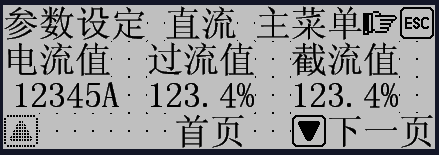 参数设定 直流 主菜单 ESC
电流值 过流值 截流值
12345A 123.4% 123.4%
首页 下一页